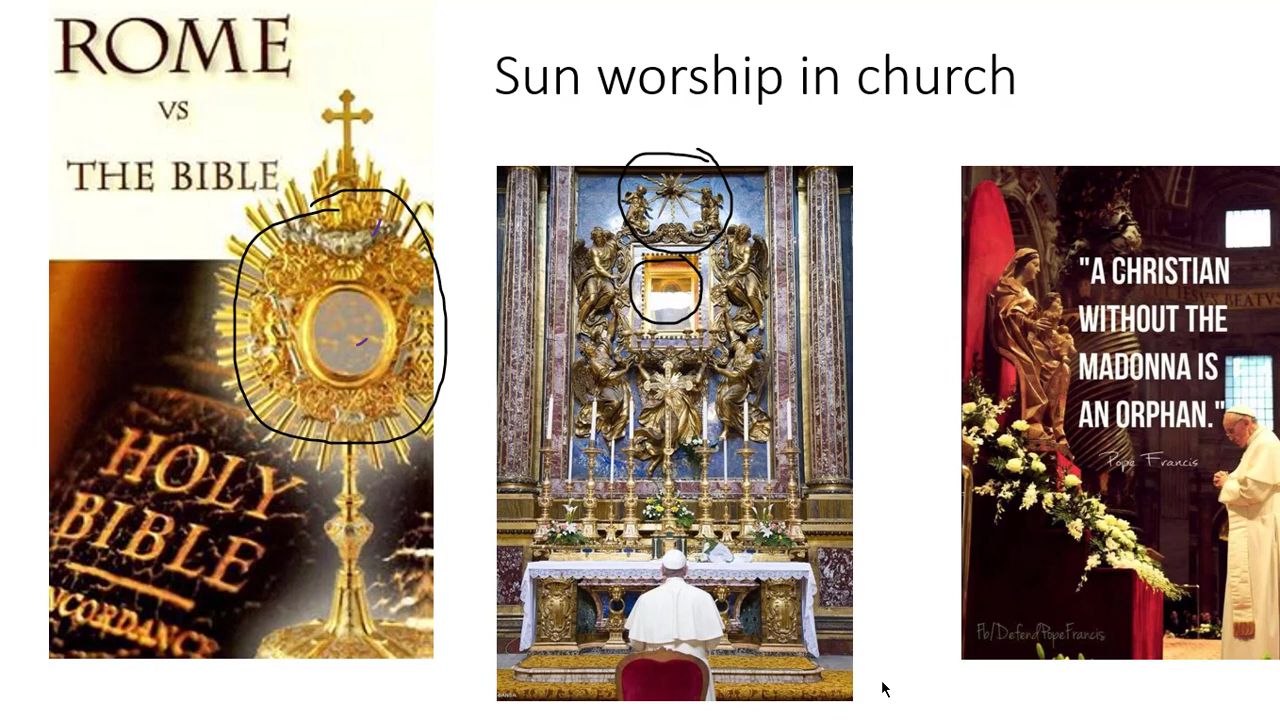 ROME
VS
THE BIBLE
Sun worship in church
HOLY
BIBLE
NCORDANCE
"A CHRISTIAN
WITHOUT THE
MADONNA IS
AN ORPHAN."
Pope Francis
Fb/DefendPopeFrancis